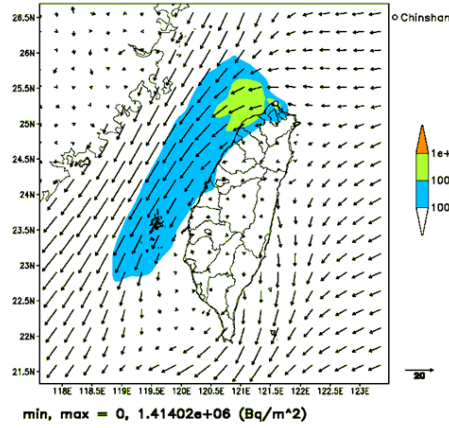 26.5N
Chinshan
26N
25.5N
25N
1e+
24.5N
100
24N
100
23.5N
23N
22.5N
22N
21.5N
118E 118.5E 119E 119.5E 120E 120.5E 121E 121.5E 122E 122.5E 123E
20
min, max = 0, 1.41402e+06 (Bq/m^2)